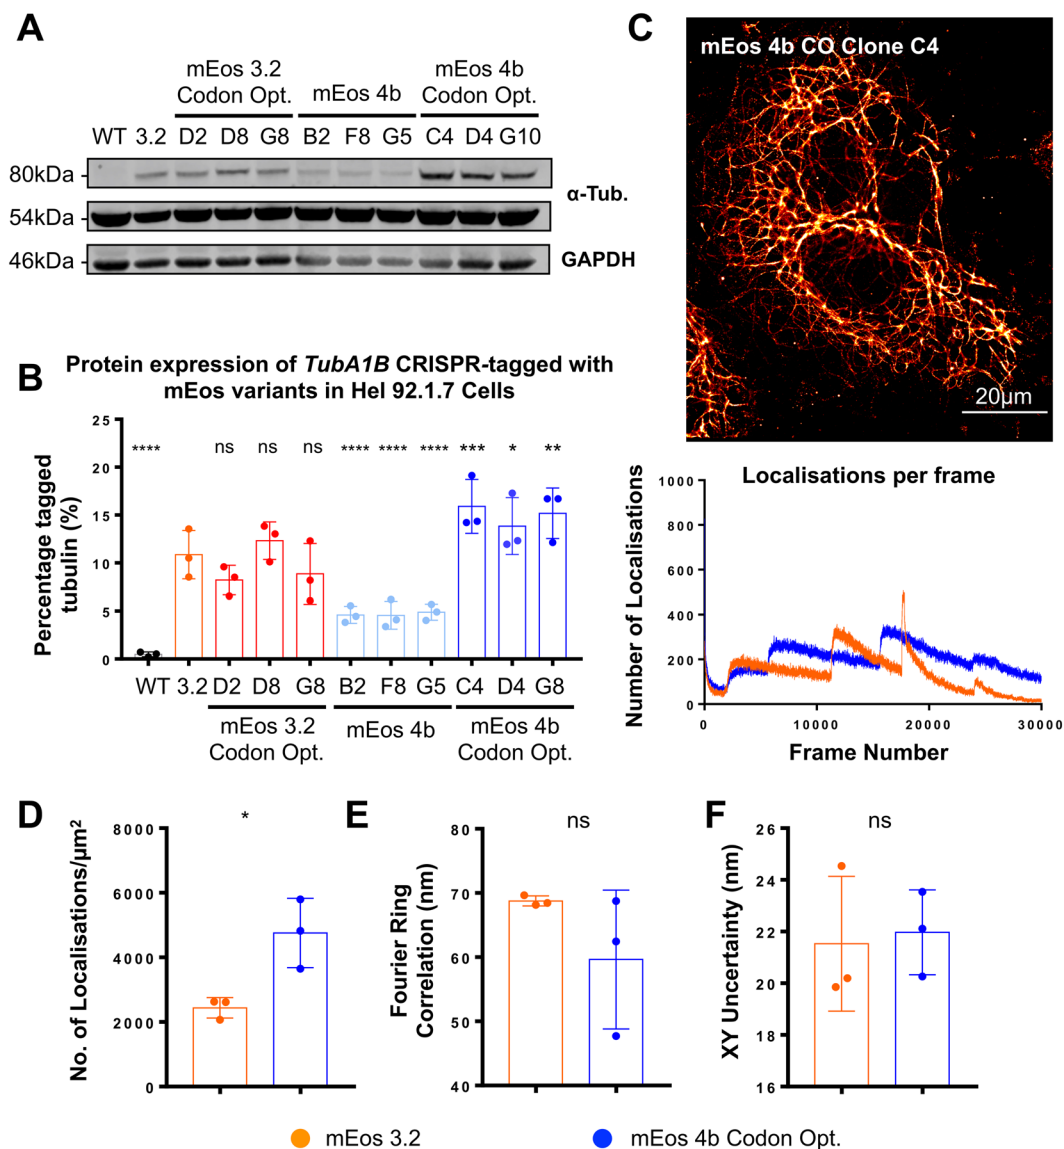 A
mEos 3.2
Codon Opt.
mEos 4b
mEos 4b
Codon Opt.
WT 3.2 D2 D8 G8 B2 F8 G5 C4 D4 G10
80kDa
α-Tub.
54kDa
46kDa
GAPDH
B
Protein expression of TubA1B CRISPR-tagged with
mEos variants in Hel 92.1.7 Cells
Percentage tagged
tubulin (%)
25
20
15
10
5
0
**** ns ns ns **** **** **** *** * **
WT 3.2 D2 D8 G8 B2 F8 G5 C4 D4 G8
mEos 3.2
Codon Opt.
mEos 4b
mEos 4b
Codon Opt.
C
mEos 4b CO Clone C4
20μm
Localisations per frame
Number of Localisations
1000
800
600
400
200
0
0 10000 20000 30000
Frame Number
D
*
No. of Localisations/μm²
8000
6000
4000
2000
0
E
ns
Fourier Ring
Correlation (nm)
80
70
60
50
40
F
ns
XY Uncertainty (nm)
26
24
22
20
18
16
mEos 3.2
mEos 4b Codon Opt.